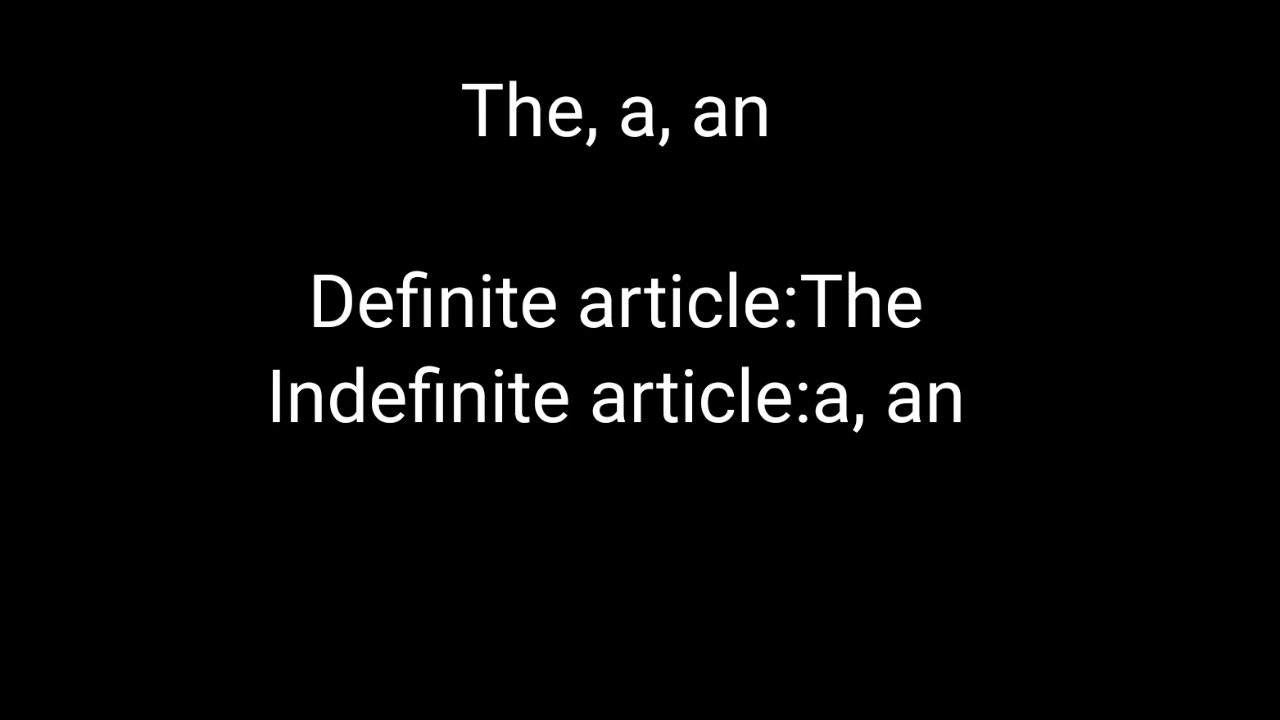 The, a, an
Definite article:The
Indefinite article:a, an